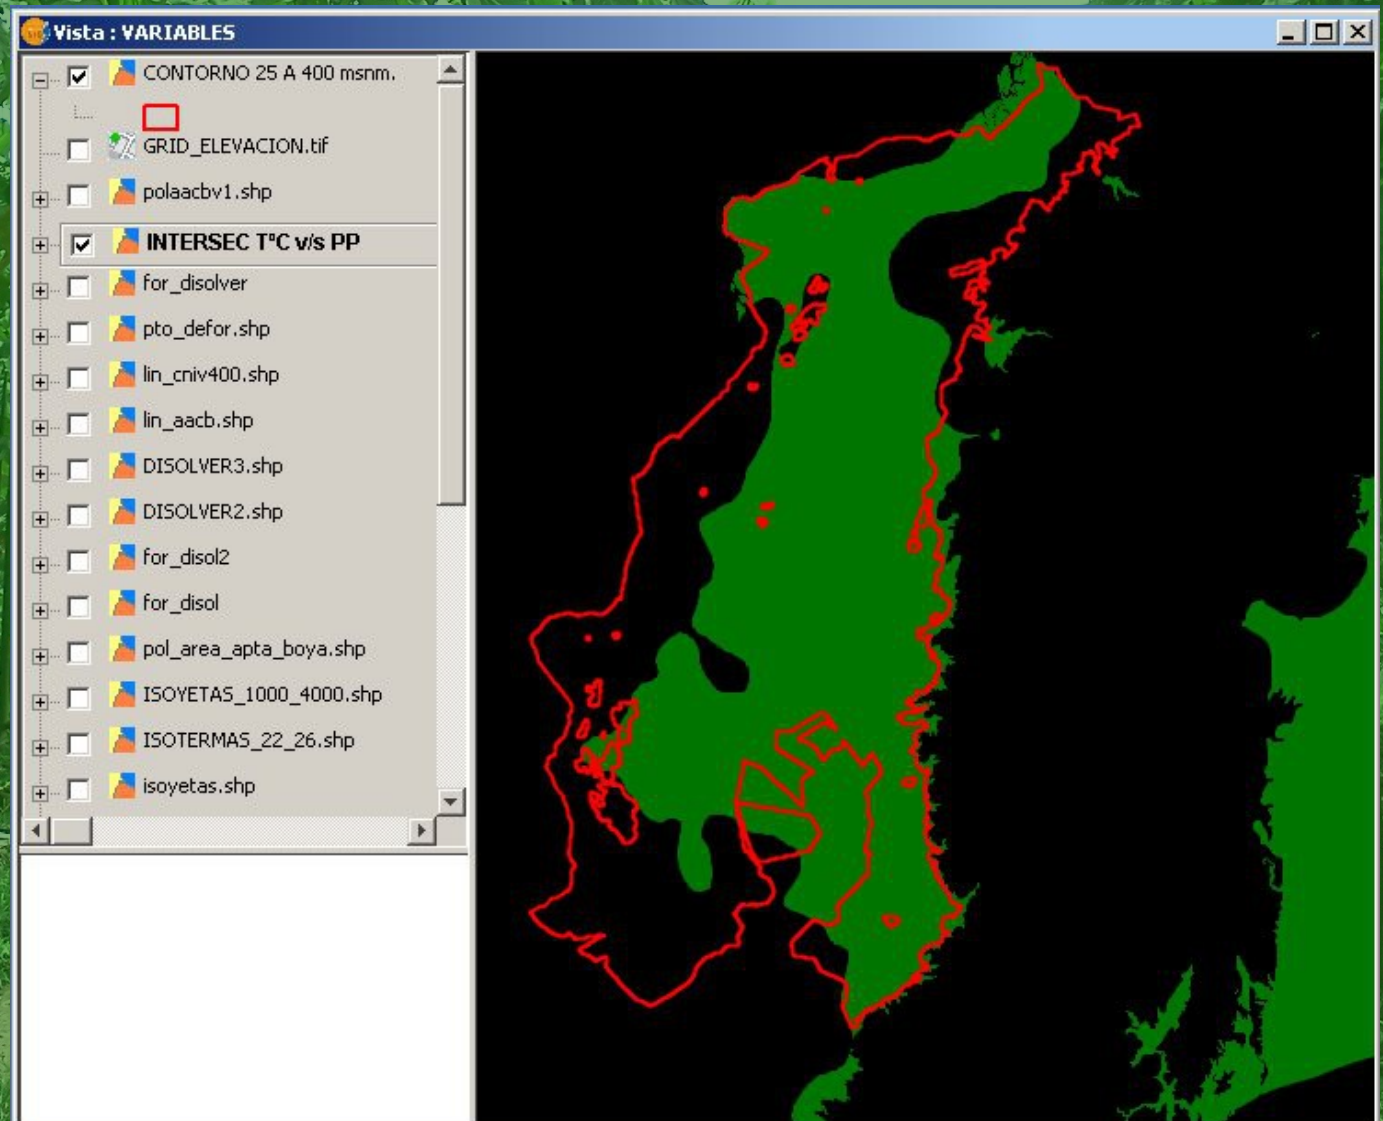 Vista : VARIABLES
CONTORNO 25 A 400 msnm.
GRID_ELEVACION.tif
polaacbv1.shp
INTERSEC T°C v/s PP
for_disolver
pto_defor.shp
lin_cniv400.shp
lin_aacb.shp
DISOLVER3.shp
DISOLVER2.shp
for_disol2
for_disol
pol_area_apta_boya.shp
ISOYETAS_1000_4000.shp
ISOTERMAS_22_26.shp
isoyetas.shp